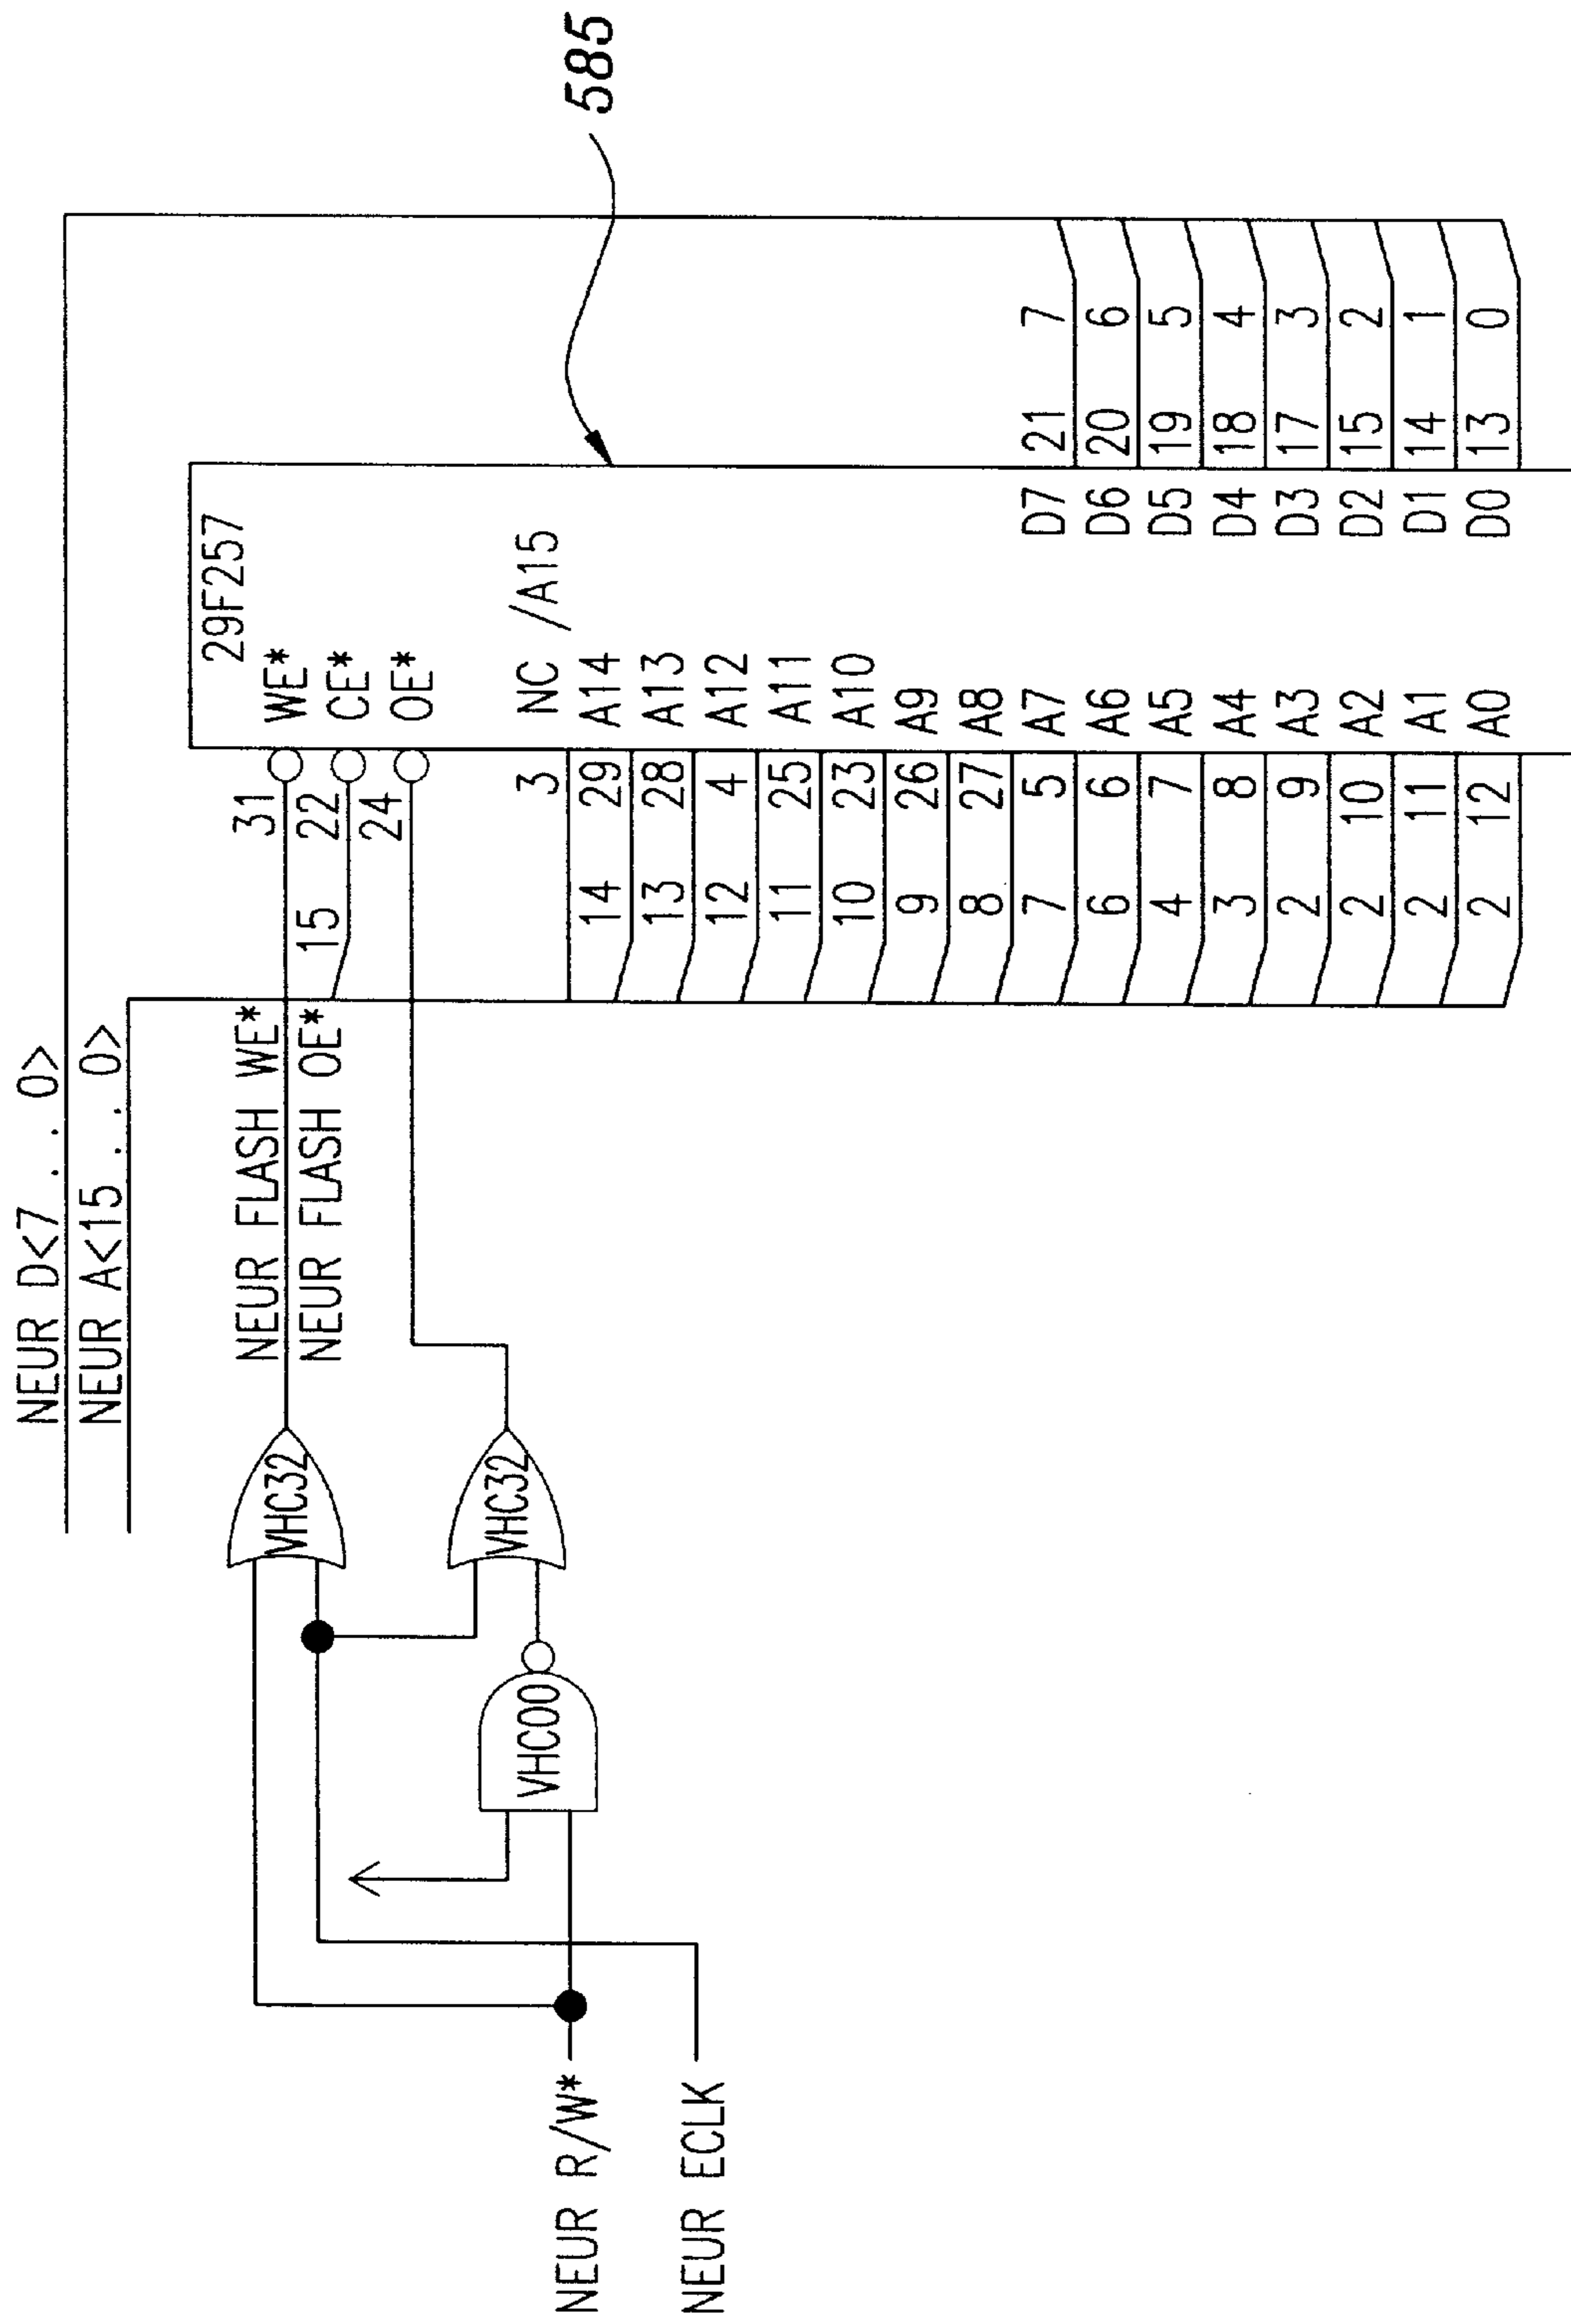 NEUR D<7 . . . 0>
NEUR A<15 . . . 0>
29F257
NEUR FLASH WE* 31 WE*
NEUR FLASH OE* 15 22 CE*
24 OE*
VHC32
VHC32
VHC00
NEUR R/W*
NEUR ECLK
585
3 NC /A15
14 29 A14
13 28 A13
12 4 A12
11 25 A11
10 23 A10
9 26 A9
8 27 A8
7 5 A7 D7 21 7
6 6 A6 D6 20 6
4 7 A5 D5 19 5
3 8 A4 D4 18 4
2 9 A3 D3 17 3
2 10 A2 D2 15 2
2 11 A1 D1 14 1
2 12 A0 D0 13 0